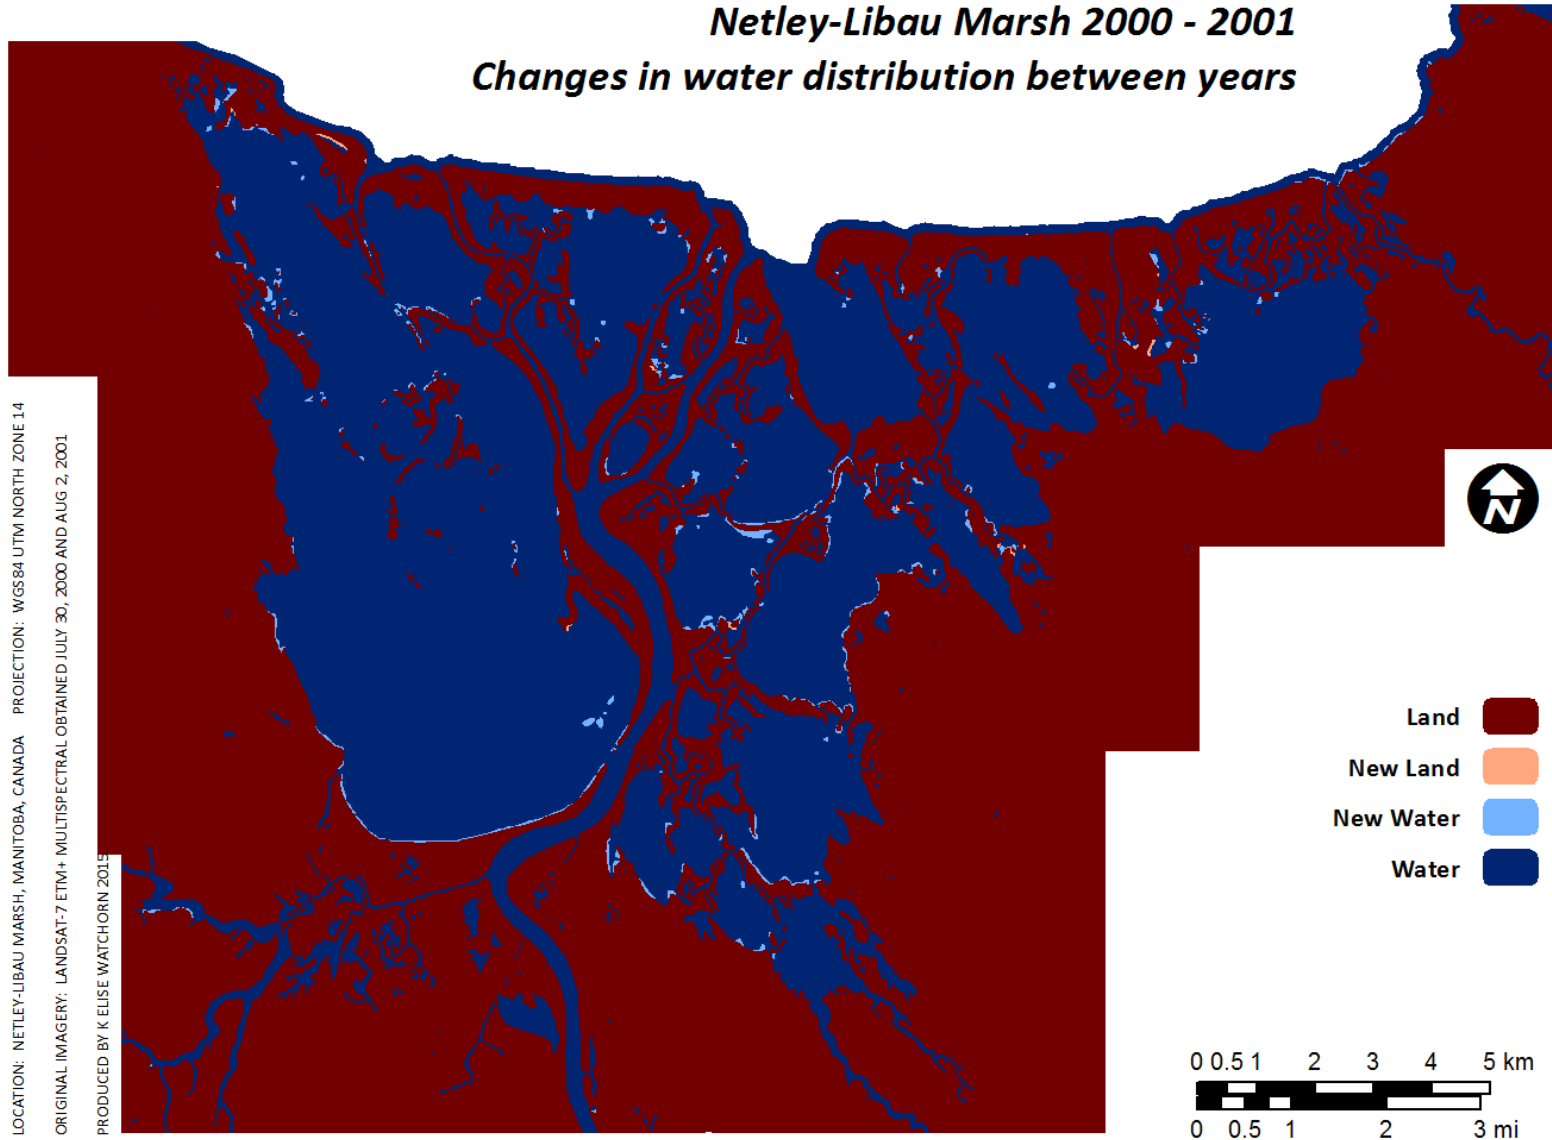 Netley-Libau Marsh 2000 - 2001
Changes in water distribution between years
LOCATION: NETLEY-LIBAU MARSH, MANITOBA, CANADA PROJECTION: WGS84 UTM NORTH ZONE 14
ORIGINAL IMAGERY: LANDSAT-7 ETM+ MULTISPECTRAL OBTAINED JULY 30, 2000 AND AUG 2, 2001
PRODUCED BY K ELISE WATCHORN 2015
N
Land
New Land
New Water
Water
0 0.5 1 2 3 4 5 km
0 0.5 1 2 3 mi